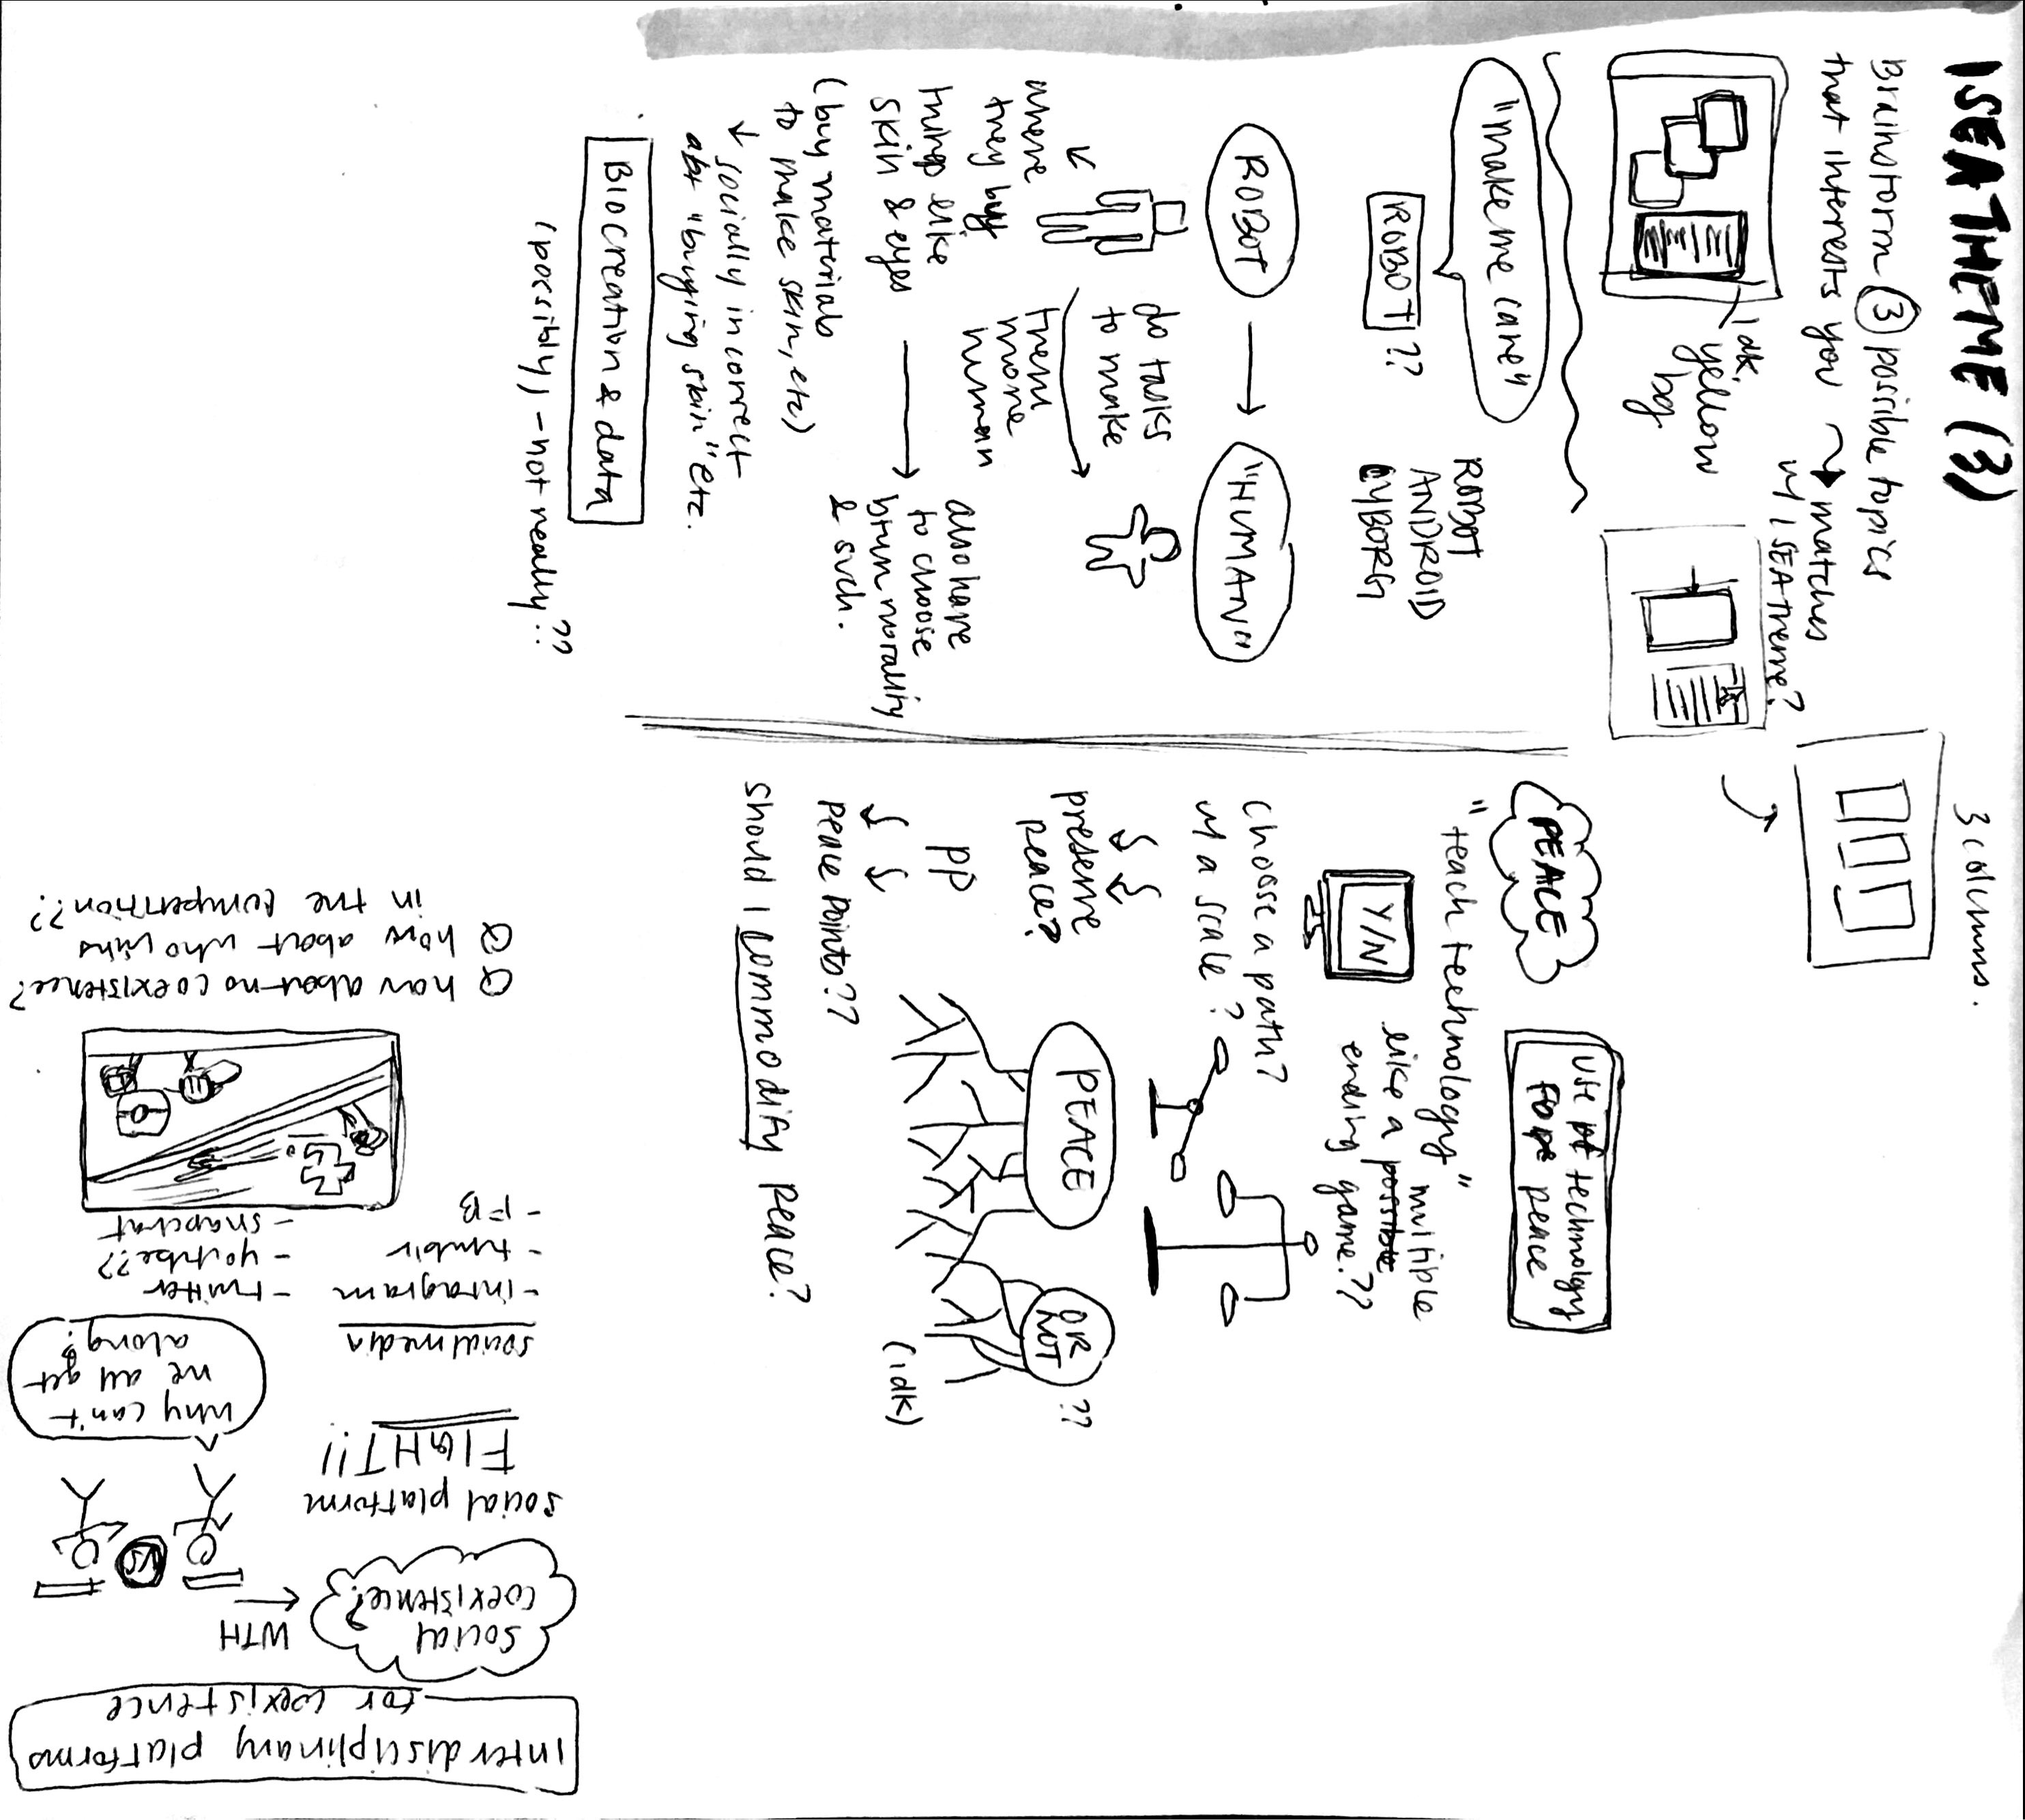 ISEA THEME (3)
Brainstorm 3 possible topics
that interests you → matches
w/ ISEA theme?
idk,
yellow
bg
3 columns.
"make me care"
ROBOT ??
ROBOT
ANDROID
CYBORG
ROBOT → "HUMAN"
do tasks
to make
them
more
human
where
they buy
things like
skin & eyes
(buy materials
to make skin, etc)
↓ socially incorrect
abt "buying skin" etc.
also have
to choose
btwn morality
& such.
BIOCREATION & data
(possibly) - not really??
PEACE
use of technology
for peace
"teach technology"
Y/N
like a possible multiple
ending game??
choose a path?
w/ a scale?
preserve
peace?
PEACE
OR
NOT
??
PP
(idk)
peace points??
should I commodify peace?
Interdisciplinary platforms
for coexistence
social
coexistence?
WTH
VS
social platform
FIGHT!!
why can't
we all get
along?
social media
- intagram
- tumblr
- FB
- twitter
- youtube??
- snapchat
Q how about no coexistence?
Q how about who wins
in the competition??